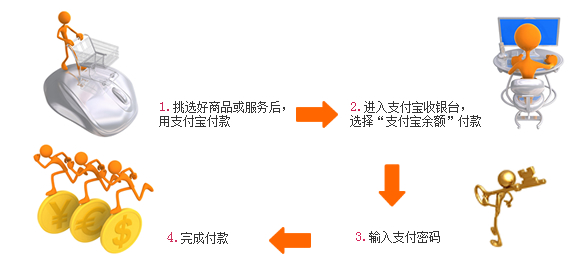 1.挑选好商品或服务后，
用支付宝付款
2.进入支付宝收银台，
选择“支付宝余额”付款
3.输入支付密码
4.完成付款
¥
€
$